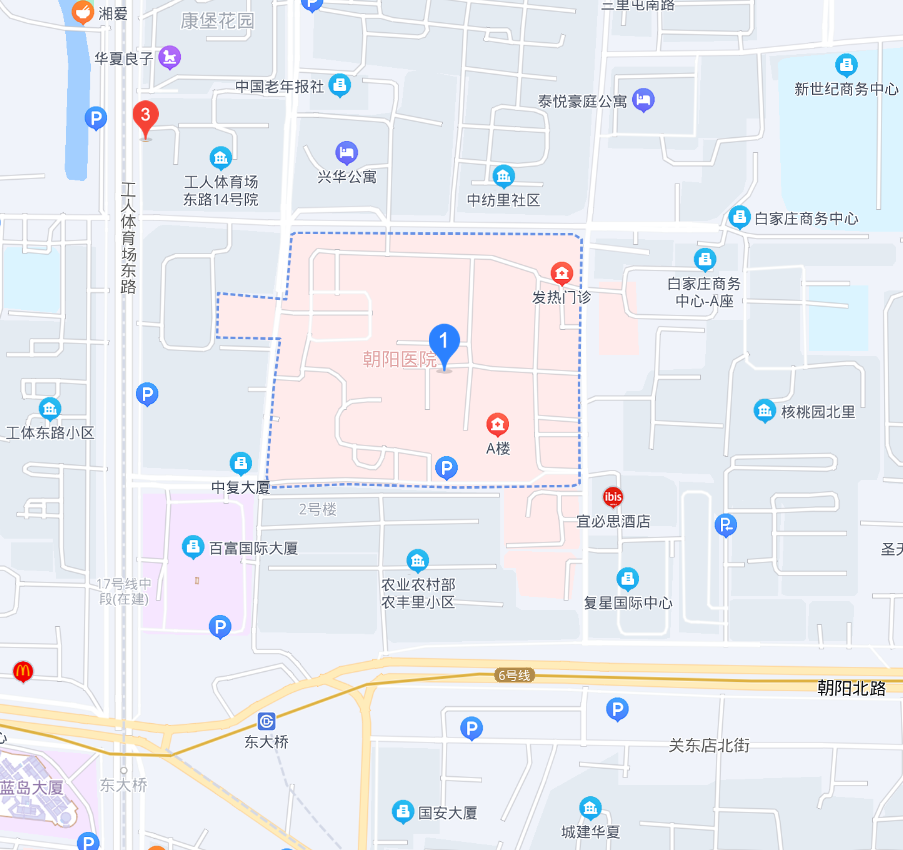 湘爱
康堡花园
三里屯南路
华夏良子
中国老年报社
新世纪商务中心
泰悦豪庭公寓
P
P
3
兴华公寓
工人体育场
东路14号院
中纺里社区
工人体育场东路
白家庄商务中心
白家庄商务
中心-A座
发热门诊
1
朝阳医院
P
工体东路小区
核桃园北里
A楼
中复大厦
P
ibis
2号楼
宜必思酒店
P
百富国际大厦
圣天
17号线中
段(在建)
农业农村部
农丰里小区
复星国际中心
P
6号线
朝阳北路
P
P
东大桥
关东店北街
东大桥
蓝岛大厦
国安大厦
城建华夏
P